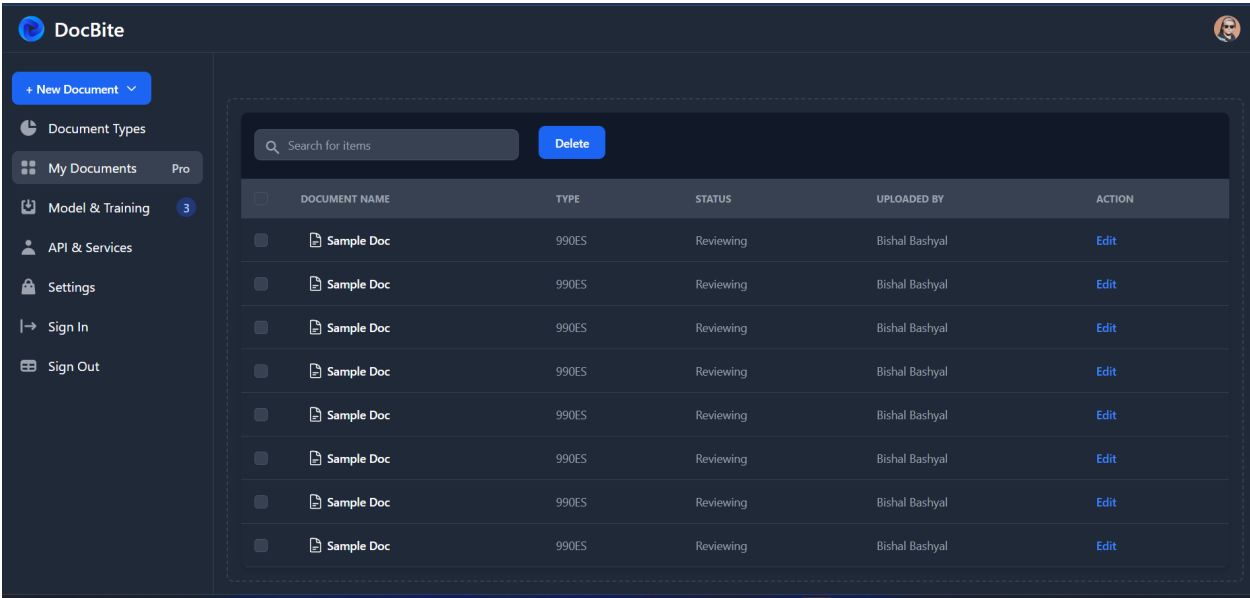 DocBite
+ New Document
Document Types
My Documents Pro
Model & Training 3
API & Services
Settings
Sign In
Sign Out
Search for items
Delete
DOCUMENT NAME TYPE STATUS UPLOADED BY ACTION
Sample Doc 990ES Reviewing Bishal Bashyal Edit
Sample Doc 990ES Reviewing Bishal Bashyal Edit
Sample Doc 990ES Reviewing Bishal Bashyal Edit
Sample Doc 990ES Reviewing Bishal Bashyal Edit
Sample Doc 990ES Reviewing Bishal Bashyal Edit
Sample Doc 990ES Reviewing Bishal Bashyal Edit
Sample Doc 990ES Reviewing Bishal Bashyal Edit
Sample Doc 990ES Reviewing Bishal Bashyal Edit